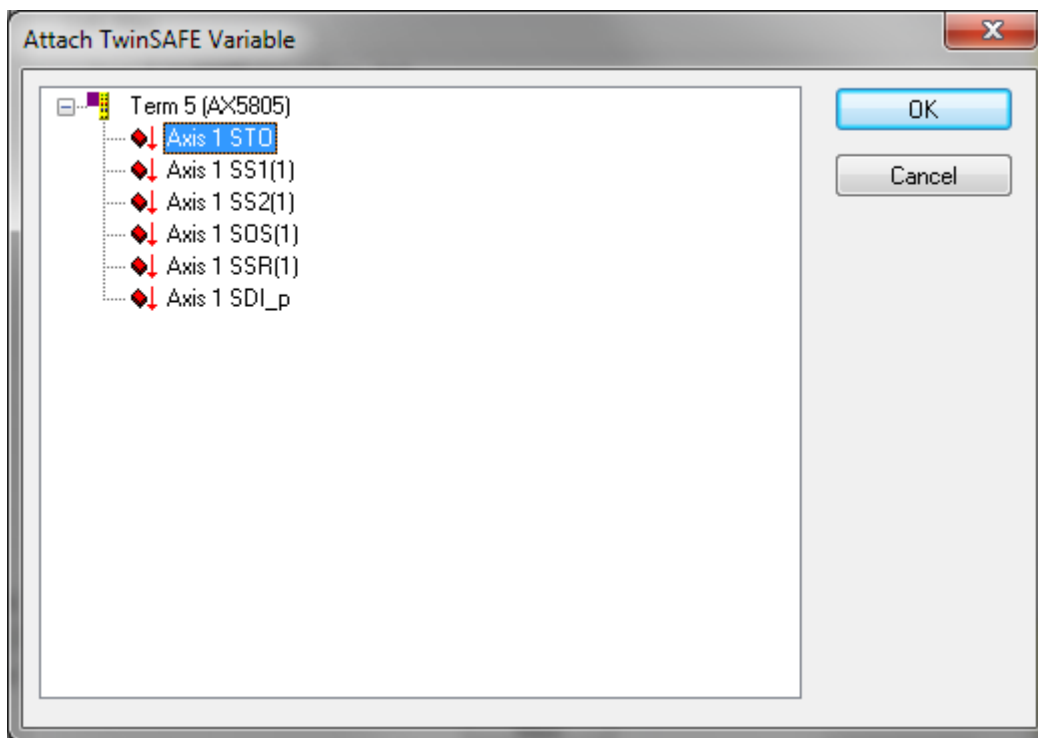 Attach TwinSAFE Variable
Term 5 (AX5805)
Axis 1 STO
Axis 1 SS1(1)
Axis 1 SS2(1)
Axis 1 SOS(1)
Axis 1 SSR(1)
Axis 1 SDI_p
OK
Cancel